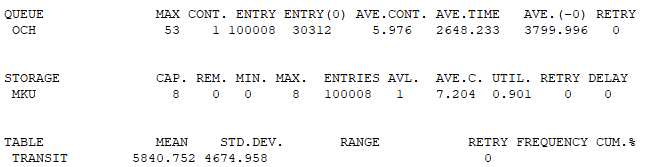 QUEUE MAX CONT. ENTRY ENTRY(0) AVE.CONT. AVE.TIME AVE.(-0) RETRY
OCH 53 1 100008 30312 5.976 2648.233 3799.996 0
STORAGE CAP. REM. MIN. MAX. ENTRIES AVL. AVE.C. UTIL. RETRY DELAY
MKU 8 0 0 8 100008 1 7.204 0.901 0 0
TABLE MEAN STD.DEV. RANGE RETRY FREQUENCY CUM.%
TRANSIT 5840.752 4674.958 0